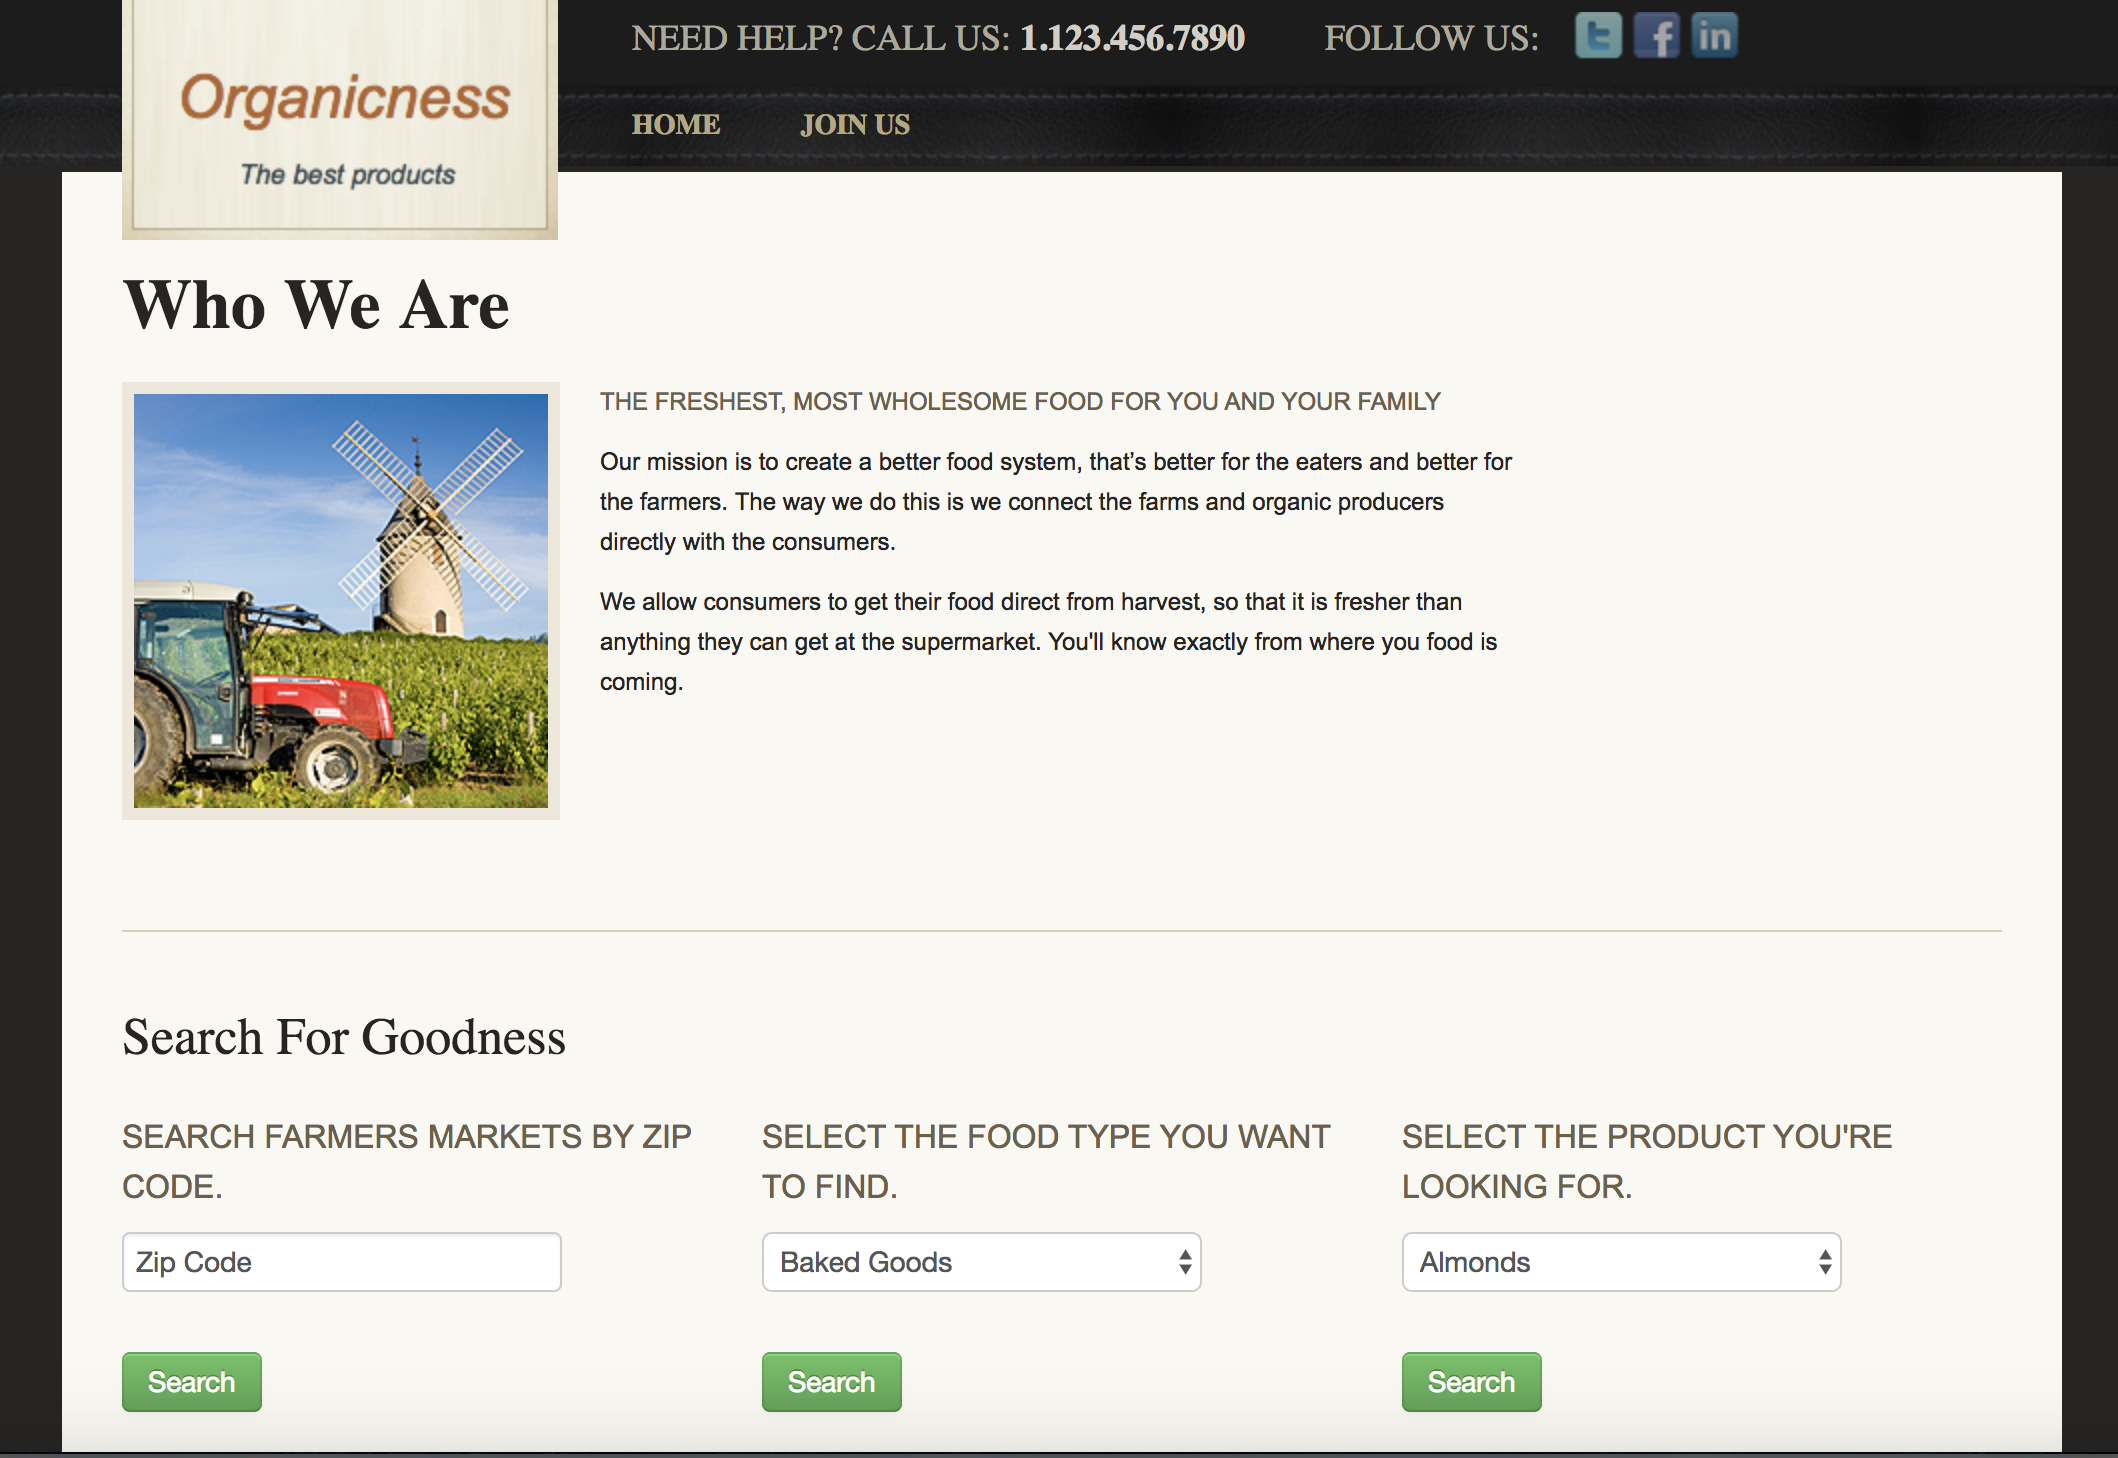 NEED HELP? CALL US: 1.123.456.7890 FOLLOW US:
Organicness
The best products
HOME JOIN US
Who We Are
THE FRESHEST, MOST WHOLESOME FOOD FOR YOU AND YOUR FAMILY
Our mission is to create a better food system, that’s better for the eaters and better for
the farmers. The way we do this is we connect the farms and organic producers
directly with the consumers.
We allow consumers to get their food direct from harvest, so that it is fresher than
anything they can get at the supermarket. You'll know exactly from where you food is
coming.
Search For Goodness
SEARCH FARMERS MARKETS BY ZIP
CODE.
Zip Code
Search
SELECT THE FOOD TYPE YOU WANT
TO FIND.
Baked Goods
Search
SELECT THE PRODUCT YOU'RE
LOOKING FOR.
Almonds
Search